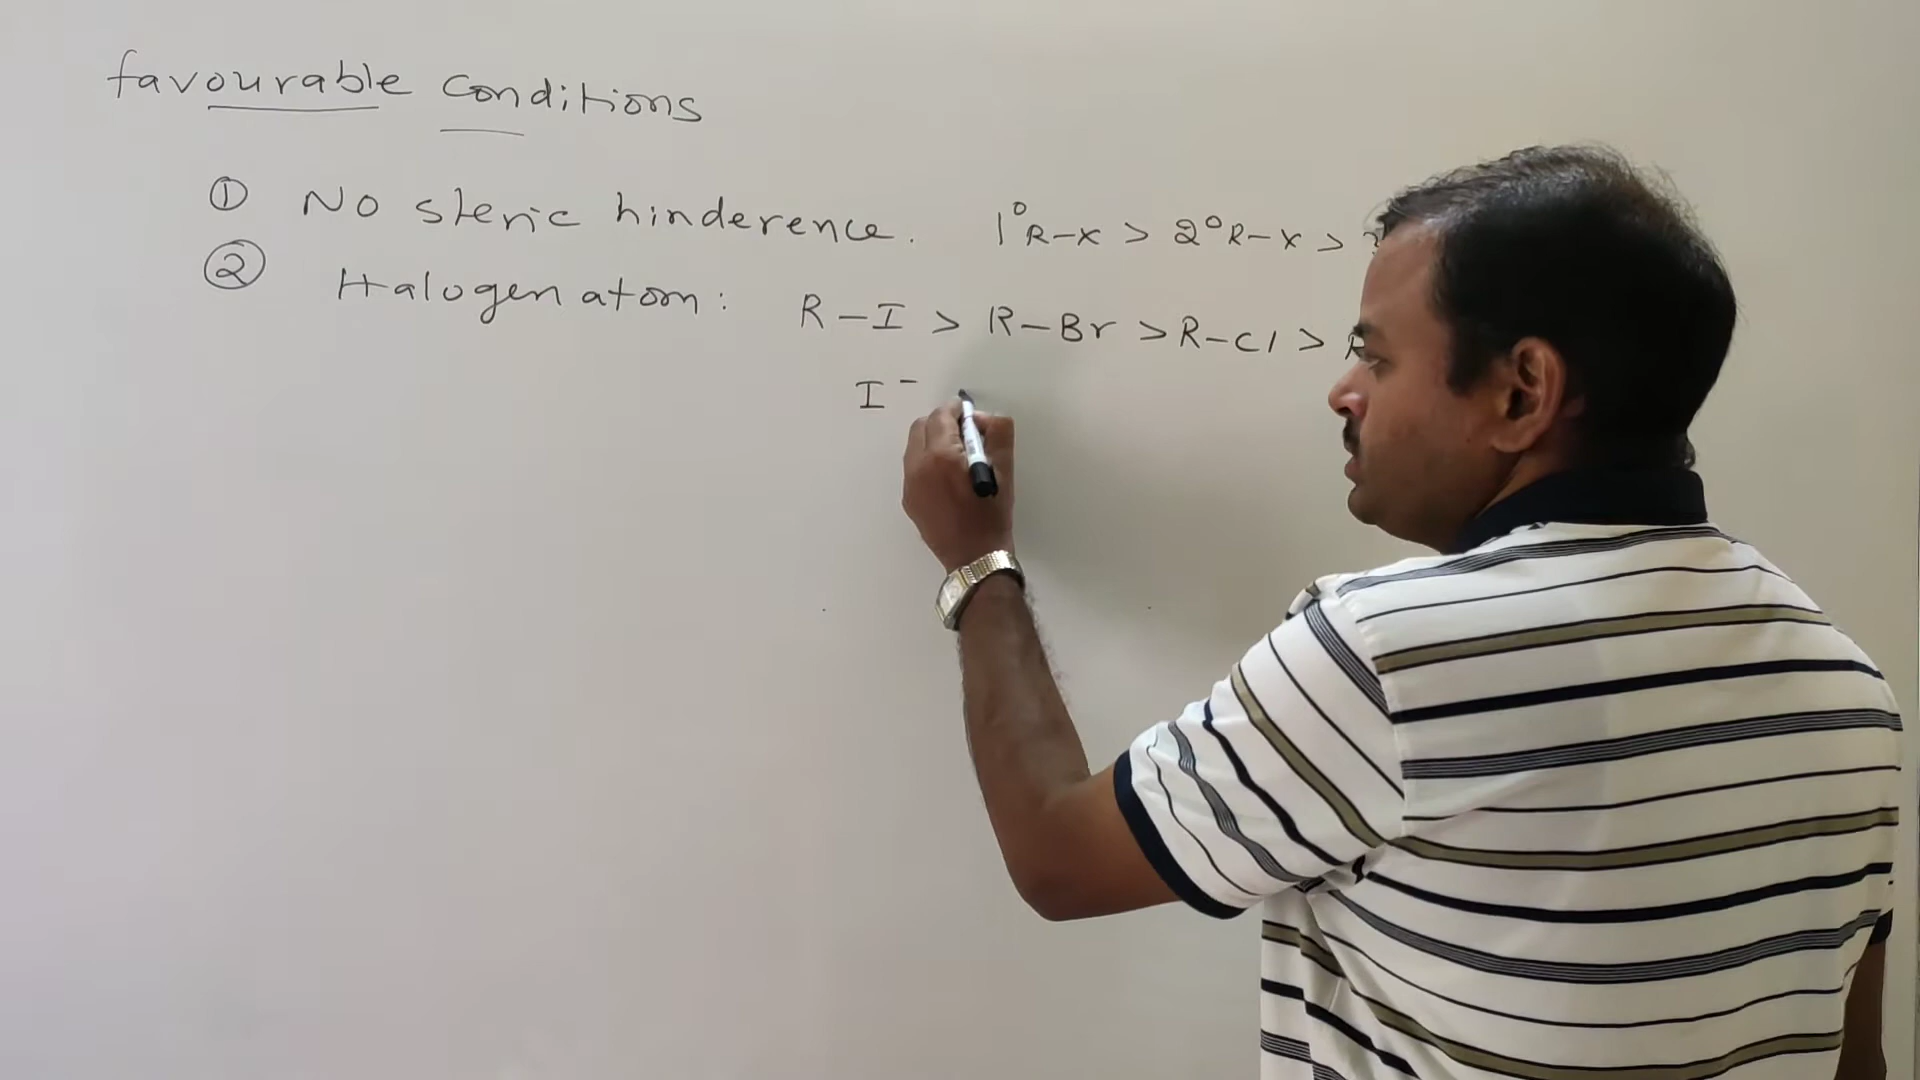 favourable conditions
① No steric hinderence. 1° R-X > 2° R-X >
② Halogen atom: R-I > R-Br > R-Cl >
I⁻